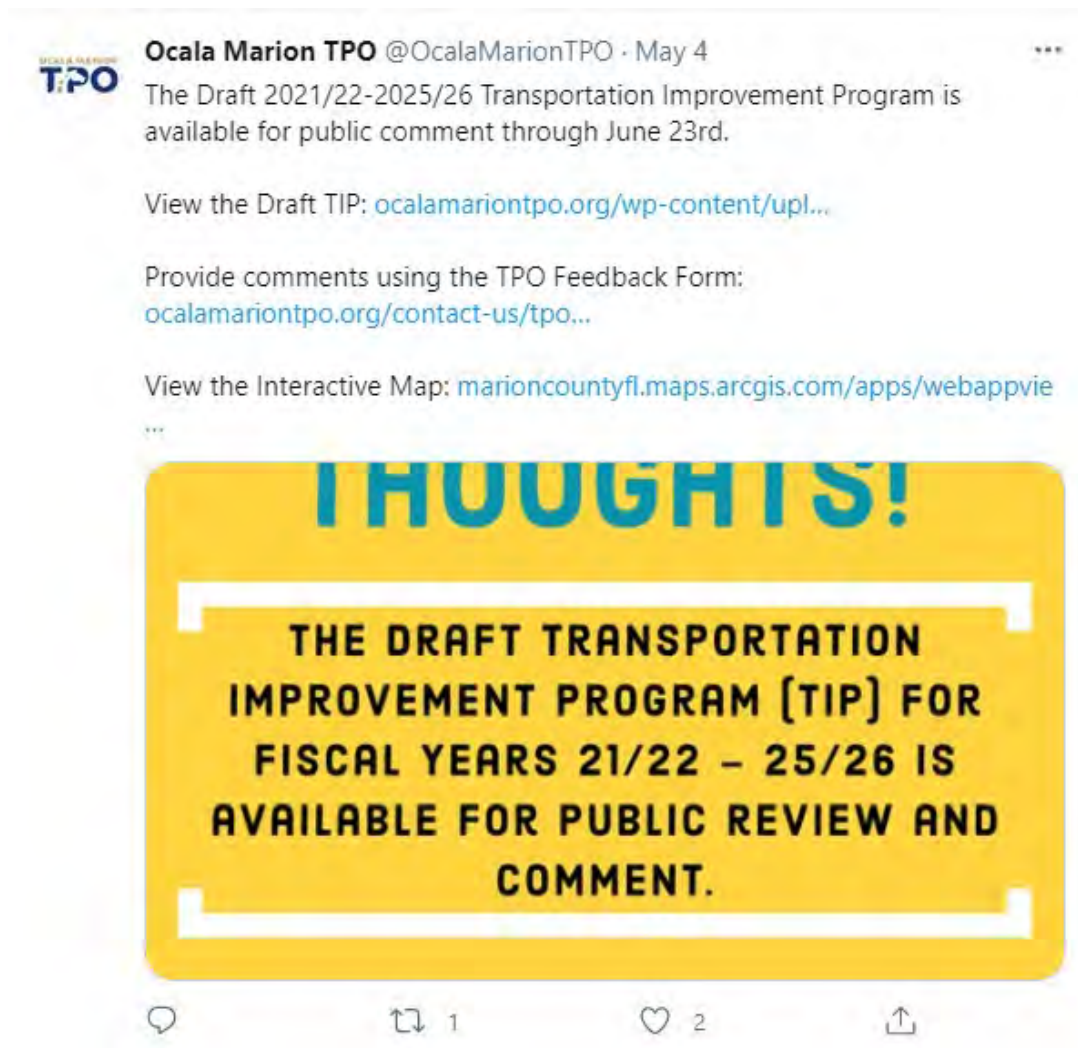 Ocala Marion TPO @OcalaMarionTPO · May 4
OCALA MARION
TPO
The Draft 2021/22-2025/26 Transportation Improvement Program is
available for public comment through June 23rd.
View the Draft TIP: ocalamariontpo.org/wp-content/upl...
Provide comments using the TPO Feedback Form:
ocalamariontpo.org/contact-us/tpo...
View the Interactive Map: marioncountyfl.maps.arcgis.com/apps/webappvie
...
THOUGHTS!
THE DRAFT TRANSPORTATION
IMPROVEMENT PROGRAM (TIP) FOR
FISCAL YEARS 21/22 – 25/26 IS
AVAILABLE FOR PUBLIC REVIEW AND
COMMENT.
1
2